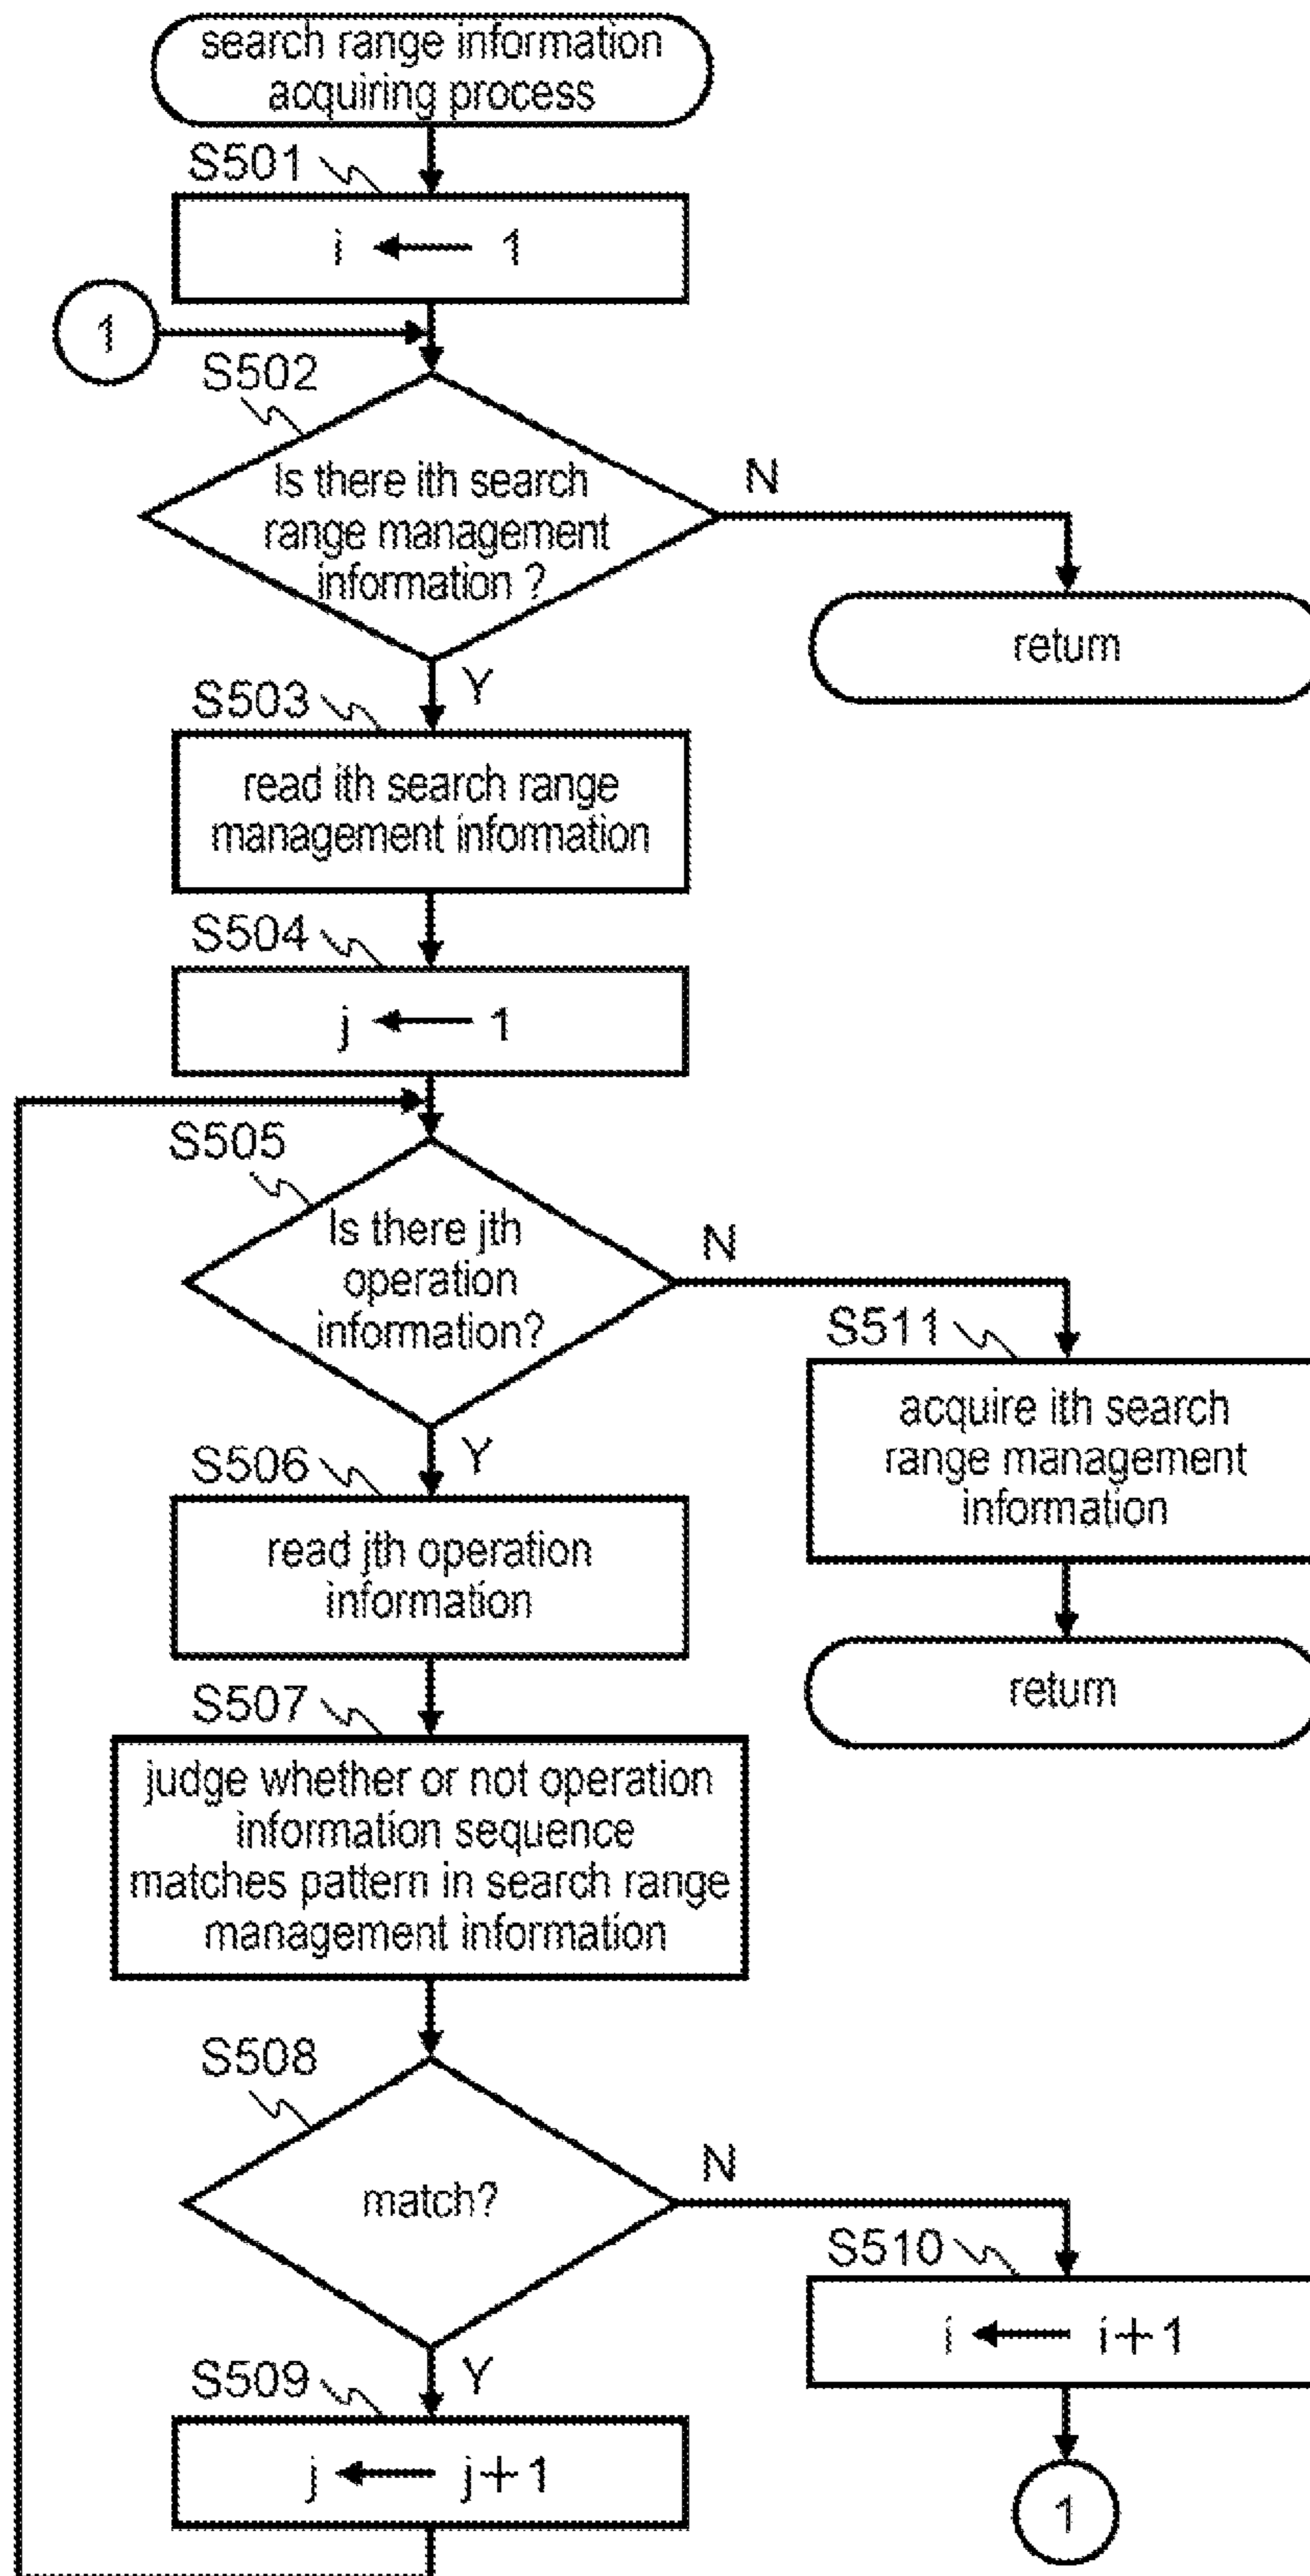 search range information
acquiring process
S501
i ← 1
1
S502
Is there ith search
range management
information ?
N
return
Y
S503
read ith search range
management information
S504
j ← 1
S505
Is there jth
operation
information?
N
S511
acquire ith search
range management
information
return
Y
S506
read jth operation
information
S507
judge whether or not operation
information sequence
matches pattern in search range
management information
S508
match?
N
S510
i ← i+1
1
Y
S509
j ← j+1